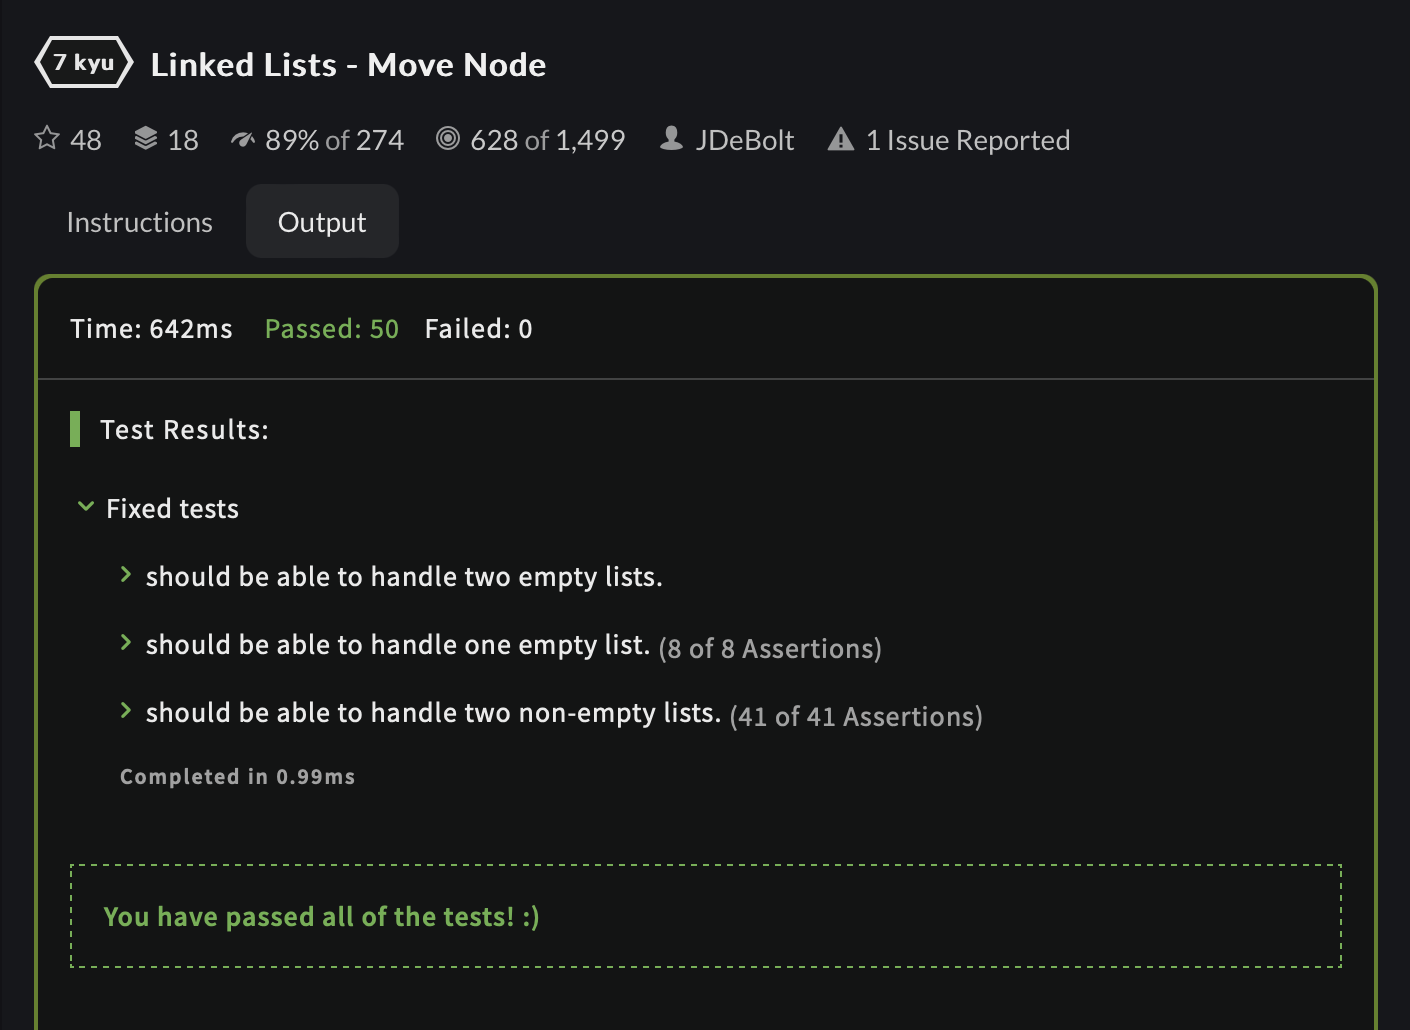 7 kyu Linked Lists - Move Node
48 18 89% of 274 628 of 1,499 JDeBolt 1 Issue Reported
Instructions Output
Time: 642ms Passed: 50 Failed: 0
Test Results:
Fixed tests
should be able to handle two empty lists.
should be able to handle one empty list. (8 of 8 Assertions)
should be able to handle two non-empty lists. (41 of 41 Assertions)
Completed in 0.99ms
You have passed all of the tests! :)